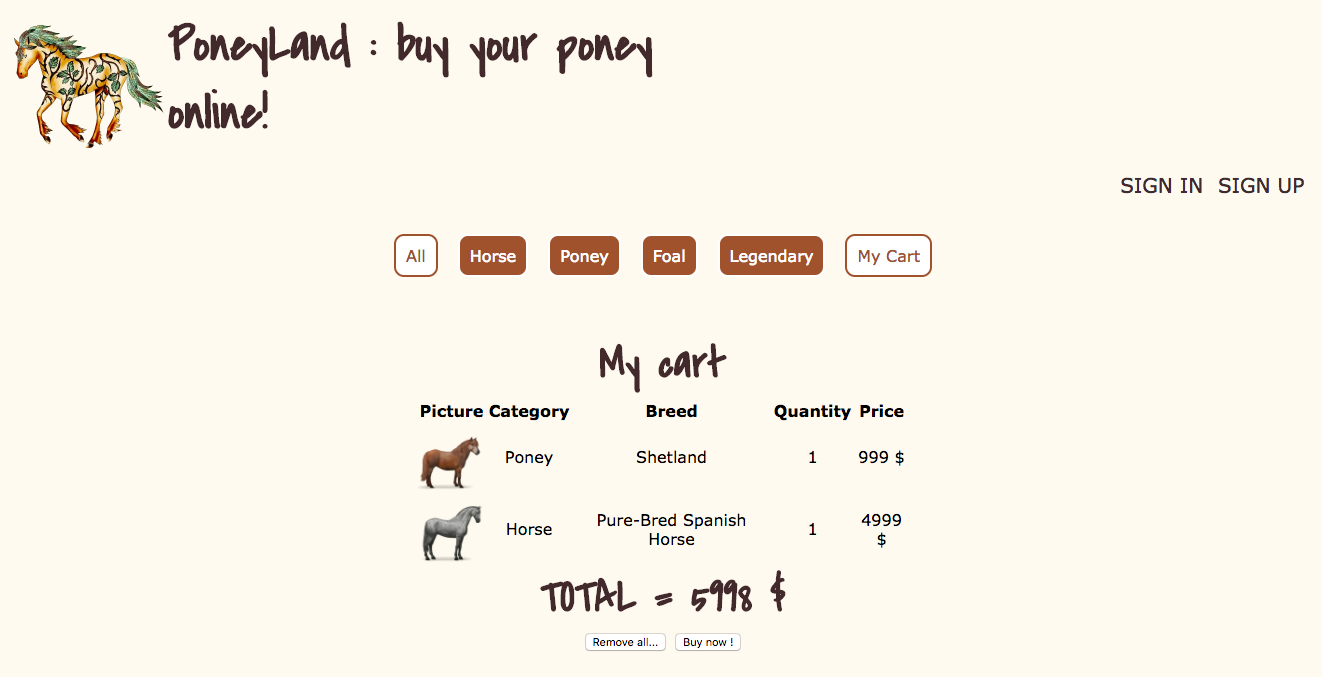 PoneyLand : buy your poney
online!
SIGN IN SIGN UP
All Horse Poney Foal Legendary My Cart
My cart
Picture Category Breed Quantity Price
Poney Shetland 1 999 $
Horse Pure-Bred Spanish Horse 1 4999 $
TOTAL = 5998 $
Remove all... Buy now !